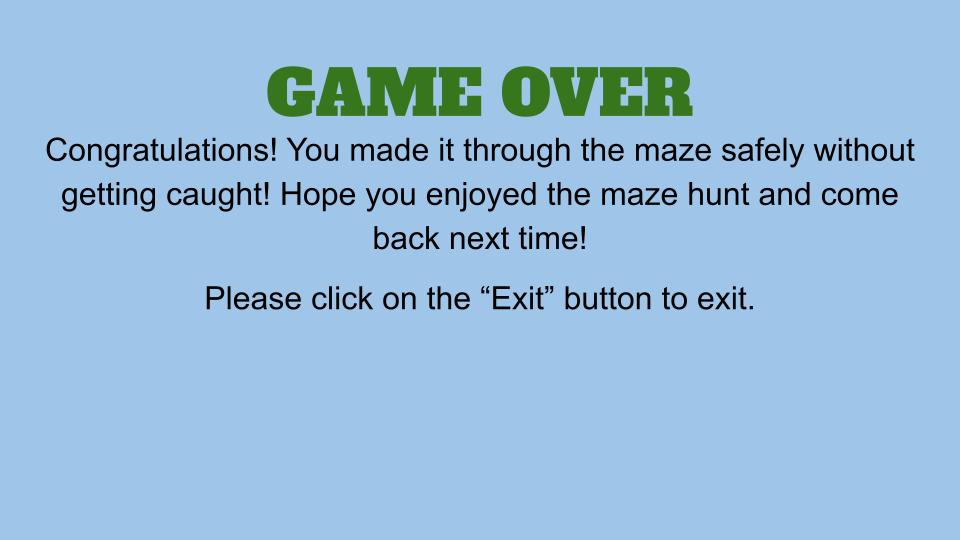 GAME OVER
Congratulations! You made it through the maze safely without
getting caught! Hope you enjoyed the maze hunt and come
back next time!
Please click on the “Exit” button to exit.